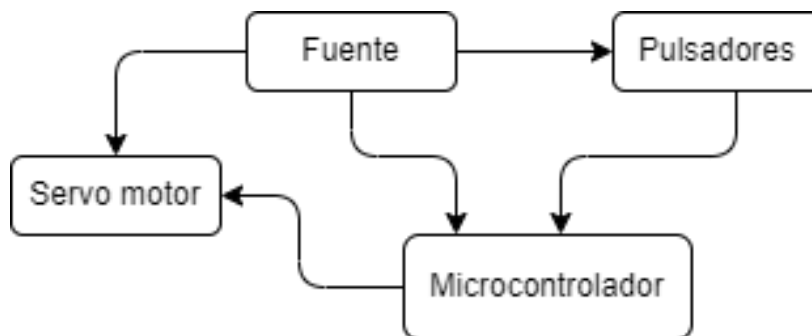 Fuente
Pulsadores
Servo motor
Microcontrolador